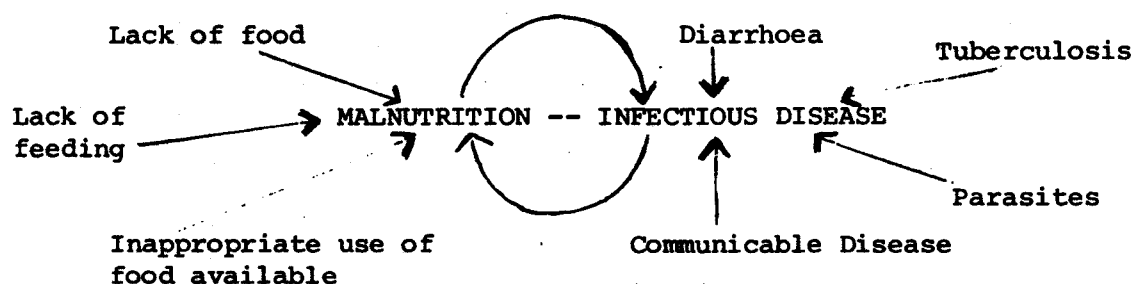 Lack of food
Diarrhoea
Tuberculosis
MALNUTRITION -- INFECTIOUS DISEASE
Lack of
feeding
Parasites
Inappropriate use of
food available
Communicable Disease